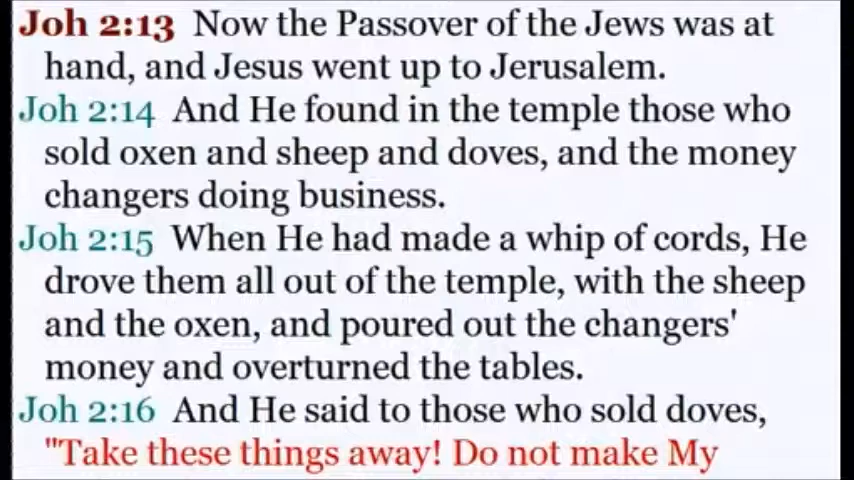 Joh 2:13 Now the Passover of the Jews was at
hand, and Jesus went up to Jerusalem.
Joh 2:14 And He found in the temple those who
sold oxen and sheep and doves, and the money
changers doing business.
Joh 2:15 When He had made a whip of cords, He
drove them all out of the temple, with the sheep
and the oxen, and poured out the changers'
money and overturned the tables.
Joh 2:16 And He said to those who sold doves,
"Take these things away! Do not make My